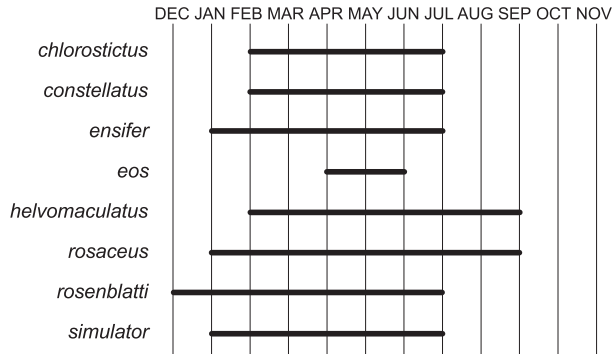 DEC JAN FEB MAR APR MAY JUN JUL AUG SEP OCT NOV
chlorostictus
constellatus
ensifer
eos
helvomaculatus
rosaceus
rosenblatti
simulator